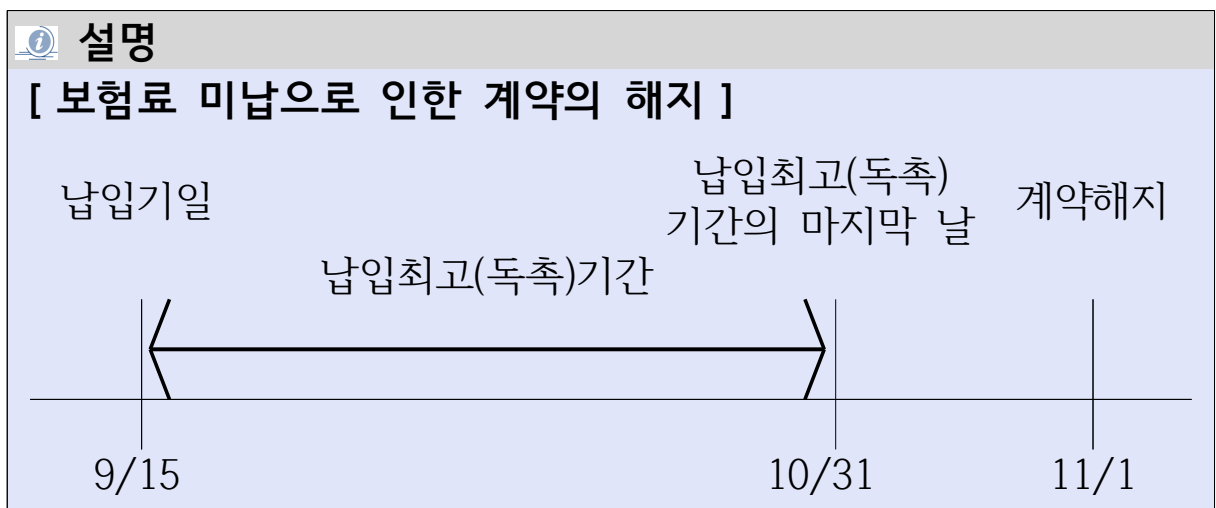 설명
[ 보험료 미납으로 인한 계약의 해지 ]
납입기일
납입최고(독촉)
기간의 마지막 날
계약해지
납입최고(독촉)기간
9/15
10/31
11/1